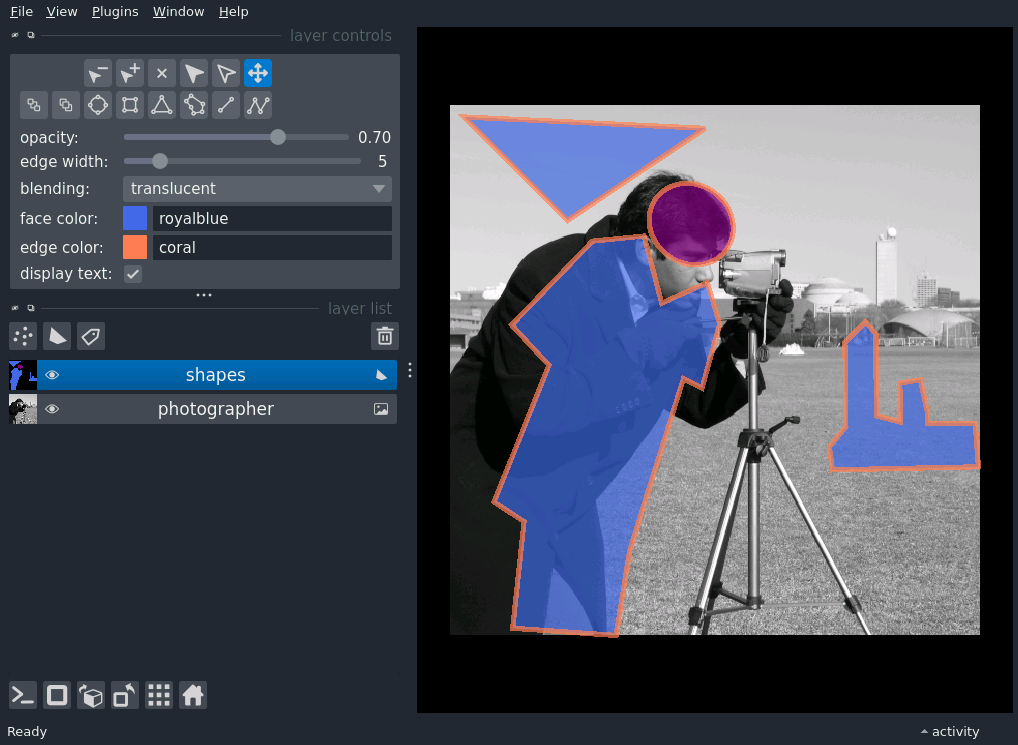 File View Plugins Window Help
layer controls
opacity: 0.70
edge width: 5
blending: translucent
face color: royalblue
edge color: coral
display text:
layer list
shapes
photographer
Ready activity